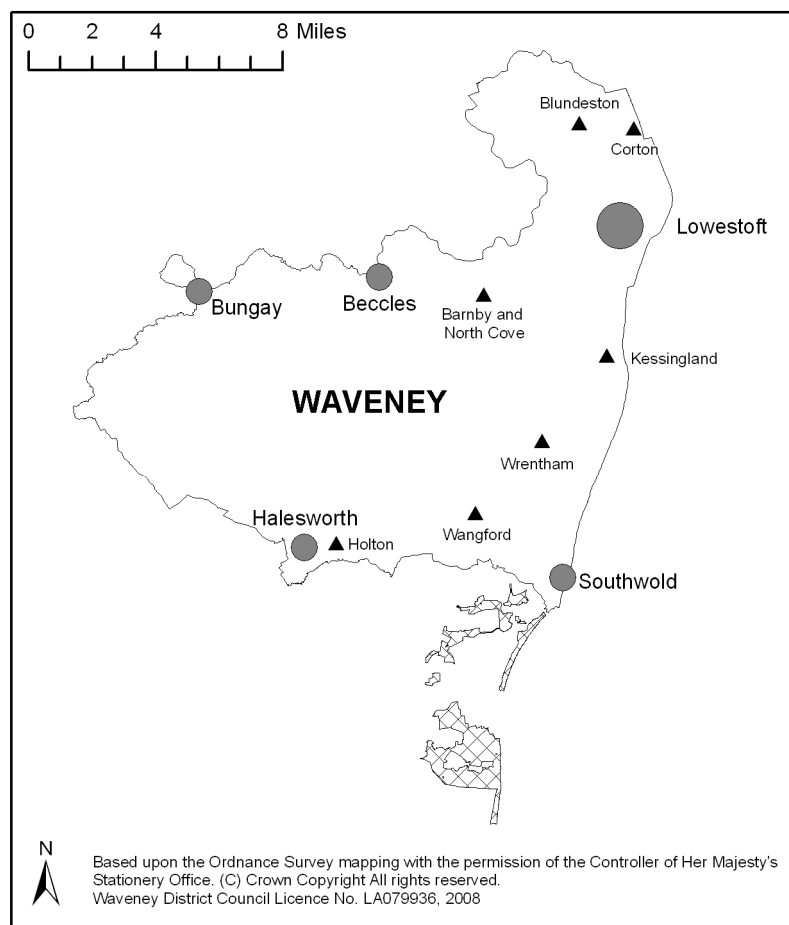 0 2 4 8 Miles
Blundeston
Corton
Lowestoft
Bungay
Beccles
Barnby and
North Cove
Kessingland
WAVENEY
Wrentham
Halesworth
Holton
Wangford
Southwold
N
Based upon the Ordnance Survey mapping with the permission of the Controller of Her Majesty's
Stationery Office. (C) Crown Copyright All rights reserved.
Waveney District Council Licence No. LA079936, 2008